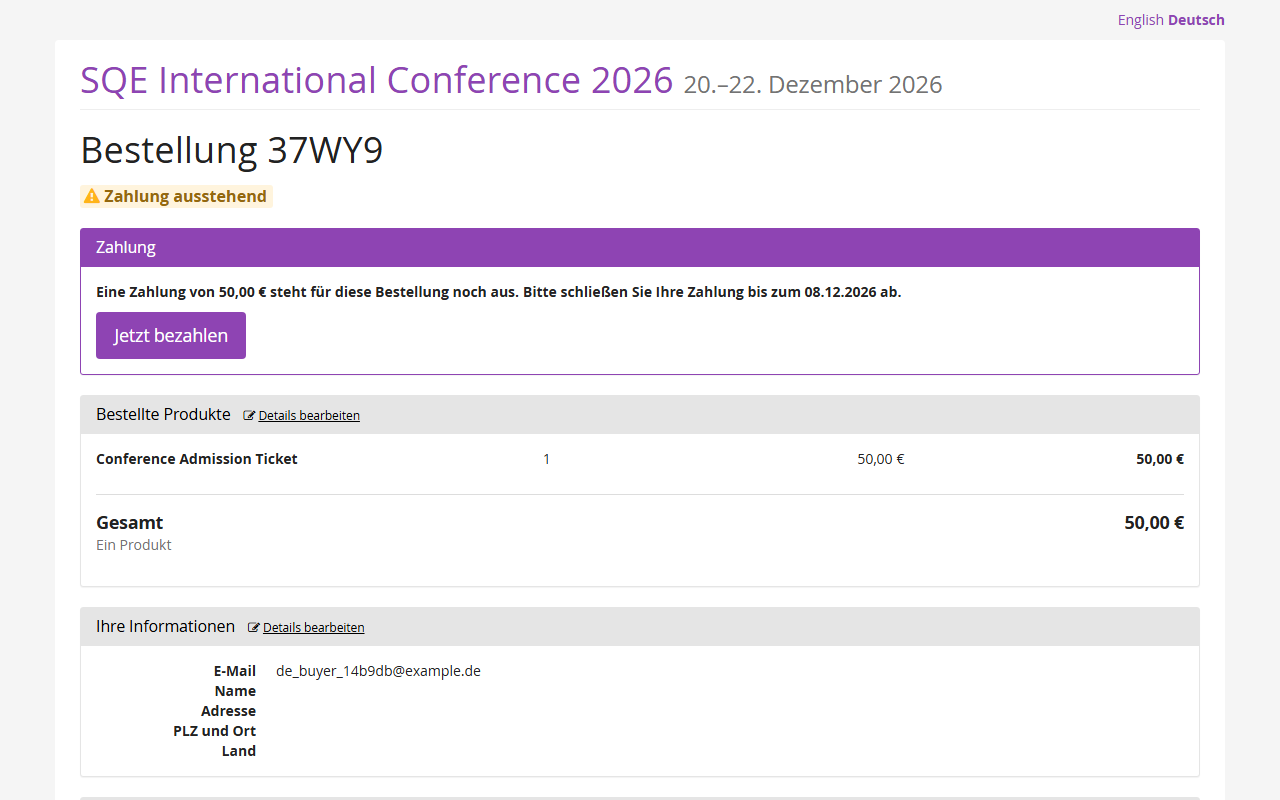 English Deutsch
SQE International Conference 2026 20.–22. Dezember 2026
Bestellung 37WY9
Zahlung ausstehend
Zahlung
Eine Zahlung von 50,00 € steht für diese Bestellung noch aus. Bitte schließen Sie Ihre Zahlung bis zum 08.12.2026 ab.
Jetzt bezahlen
Bestellte Produkte Details bearbeiten
Conference Admission Ticket 1 50,00 € 50,00 €
Gesamt 50,00 €
Ein Produkt
Ihre Informationen Details bearbeiten
E-Mail de_buyer_14b9db@example.de
Name
Adresse
PLZ und Ort
Land